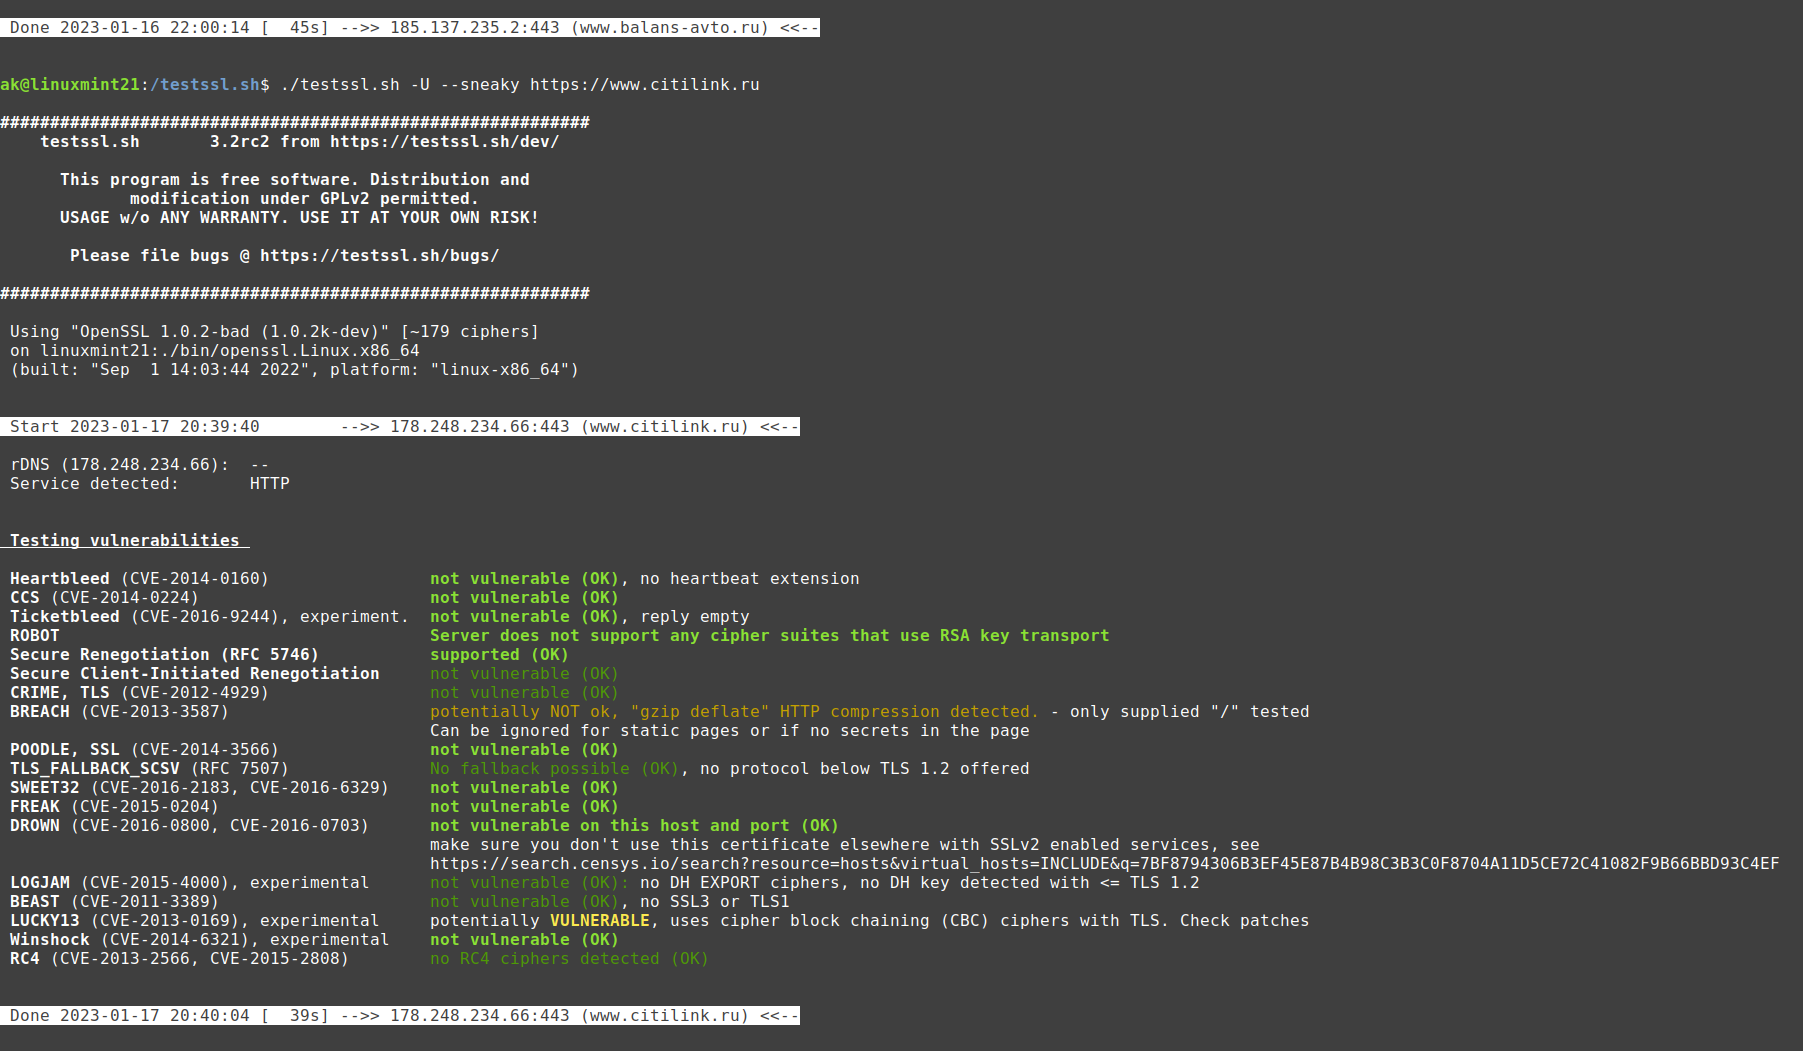 Done 2023-01-16 22:00:14 [  45s] -->> 185.137.235.2:443 (www.balans-avto.ru) <<--
ak@linuxmint21:/testssl.sh$ ./testssl.sh -U --sneaky https://www.citilink.ru
###########################################################
testssl.sh       3.2rc2 from https://testssl.sh/dev/
This program is free software. Distribution and
modification under GPLv2 permitted.
USAGE w/o ANY WARRANTY. USE IT AT YOUR OWN RISK!
Please file bugs @ https://testssl.sh/bugs/
###########################################################
Using "OpenSSL 1.0.2-bad (1.0.2k-dev)" [~179 ciphers]
on linuxmint21:./bin/openssl.Linux.x86_64
(built: "Sep  1 14:03:44 2022", platform: "linux-x86_64")
Start 2023-01-17 20:39:40        -->> 178.248.234.66:443 (www.citilink.ru) <<--
rDNS (178.248.234.66):  --
Service detected:       HTTP
Testing vulnerabilities
Heartbleed (CVE-2014-0160)                not vulnerable (OK), no heartbeat extension
CCS (CVE-2014-0224)                       not vulnerable (OK)
Ticketbleed (CVE-2016-9244), experiment.  not vulnerable (OK), reply empty
ROBOT                                     Server does not support any cipher suites that use RSA key transport
Secure Renegotiation (RFC 5746)           supported (OK)
Secure Client-Initiated Renegotiation     not vulnerable (OK)
CRIME, TLS (CVE-2012-4929)                not vulnerable (OK)
BREACH (CVE-2013-3587)                    potentially NOT ok, "gzip deflate" HTTP compression detected. - only supplied "/" tested
Can be ignored for static pages or if no secrets in the page
POODLE, SSL (CVE-2014-3566)               not vulnerable (OK)
TLS_FALLBACK_SCSV (RFC 7507)              No fallback possible (OK), no protocol below TLS 1.2 offered
SWEET32 (CVE-2016-2183, CVE-2016-6329)    not vulnerable (OK)
FREAK (CVE-2015-0204)                     not vulnerable (OK)
DROWN (CVE-2016-0800, CVE-2016-0703)      not vulnerable on this host and port (OK)
make sure you don't use this certificate elsewhere with SSLv2 enabled services, see
https://search.censys.io/search?resource=hosts&virtual_hosts=INCLUDE&q=7BF8794306B3EF45E87B4B98C3B3C0F8704A11D5CE72C41082F9B66BBD93C4EF
LOGJAM (CVE-2015-4000), experimental      not vulnerable (OK): no DH EXPORT ciphers, no DH key detected with <= TLS 1.2
BEAST (CVE-2011-3389)                     not vulnerable (OK), no SSL3 or TLS1
LUCKY13 (CVE-2013-0169), experimental     potentially VULNERABLE, uses cipher block chaining (CBC) ciphers with TLS. Check patches
Winshock (CVE-2014-6321), experimental    not vulnerable (OK)
RC4 (CVE-2013-2566, CVE-2015-2808)        no RC4 ciphers detected (OK)
Done 2023-01-17 20:40:04 [  39s] -->> 178.248.234.66:443 (www.citilink.ru) <<--